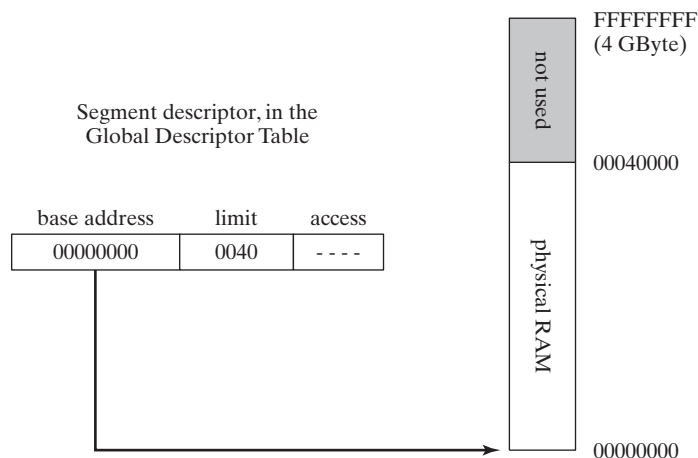 FFFFFFFF
(4 GByte)
not used
Segment descriptor, in the
Global Descriptor Table
00040000
base address limit access
00000000 0040 - - - -
physical RAM
00000000